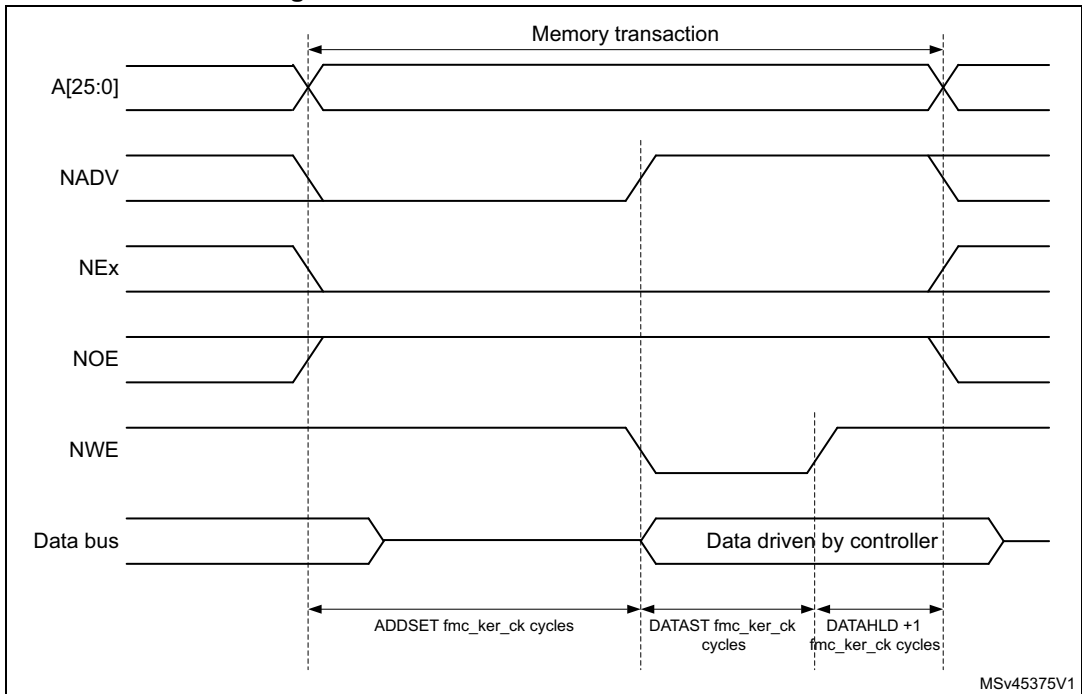 Memory transaction
A[25:0]
NADV
NEx
NOE
NWE
Data bus
Data driven by controller
ADDSET fmc_ker_ck cycles
DATAST fmc_ker_ck
cycles
DATAHLD +1
fmc_ker_ck cycles
MSv45375V1